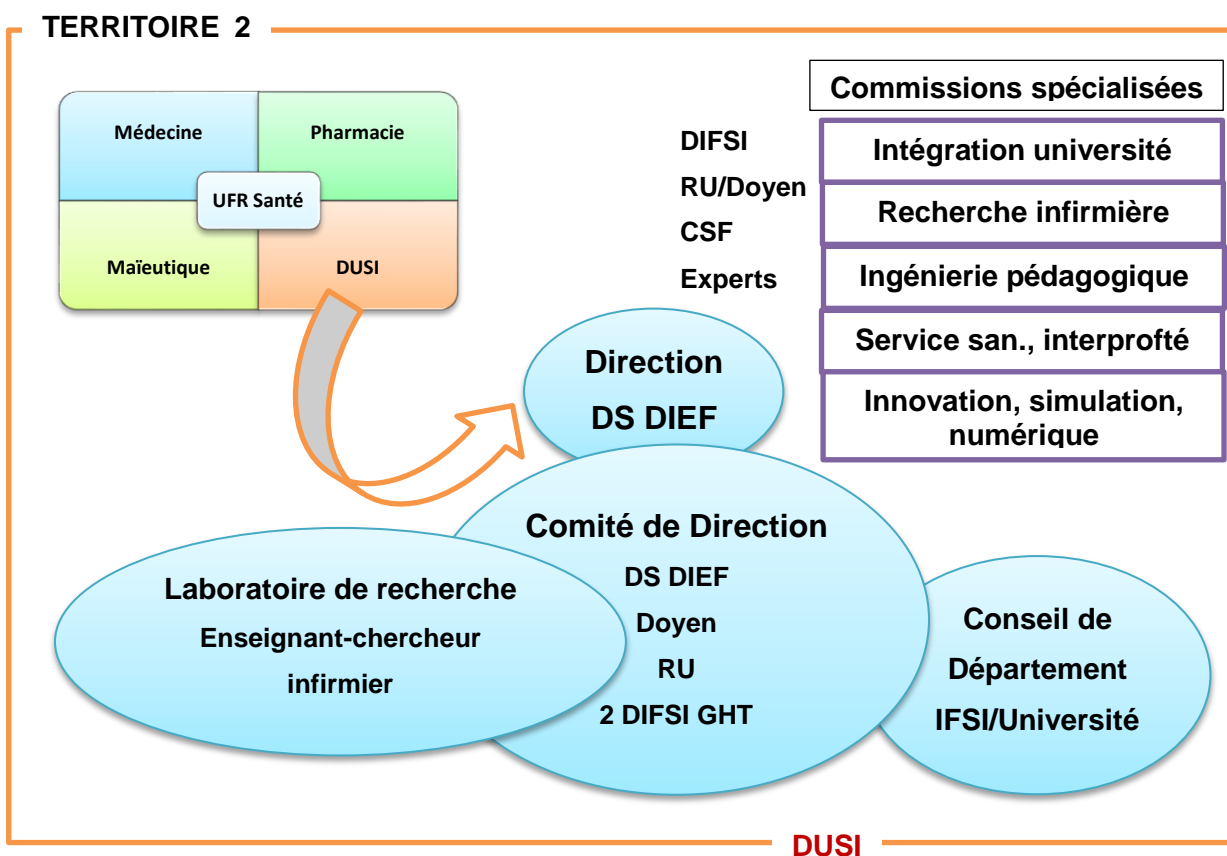 TERRITOIRE 2
Médecine
Pharmacie
UFR Santé
Maïeutique
DUSI
DIFSI
RU/Doyen
CSF
Experts
Commissions spécialisées
Intégration université
Recherche infirmière
Ingénierie pédagogique
Service san., interprofté
Innovation, simulation,
numérique
Direction
DS DIEF
Comité de Direction
DS DIEF
Doyen
RU
2 DIFSI GHT
Laboratoire de recherche
Enseignant-chercheur
infirmier
Conseil de
Département
IFSI/Université
DUSI